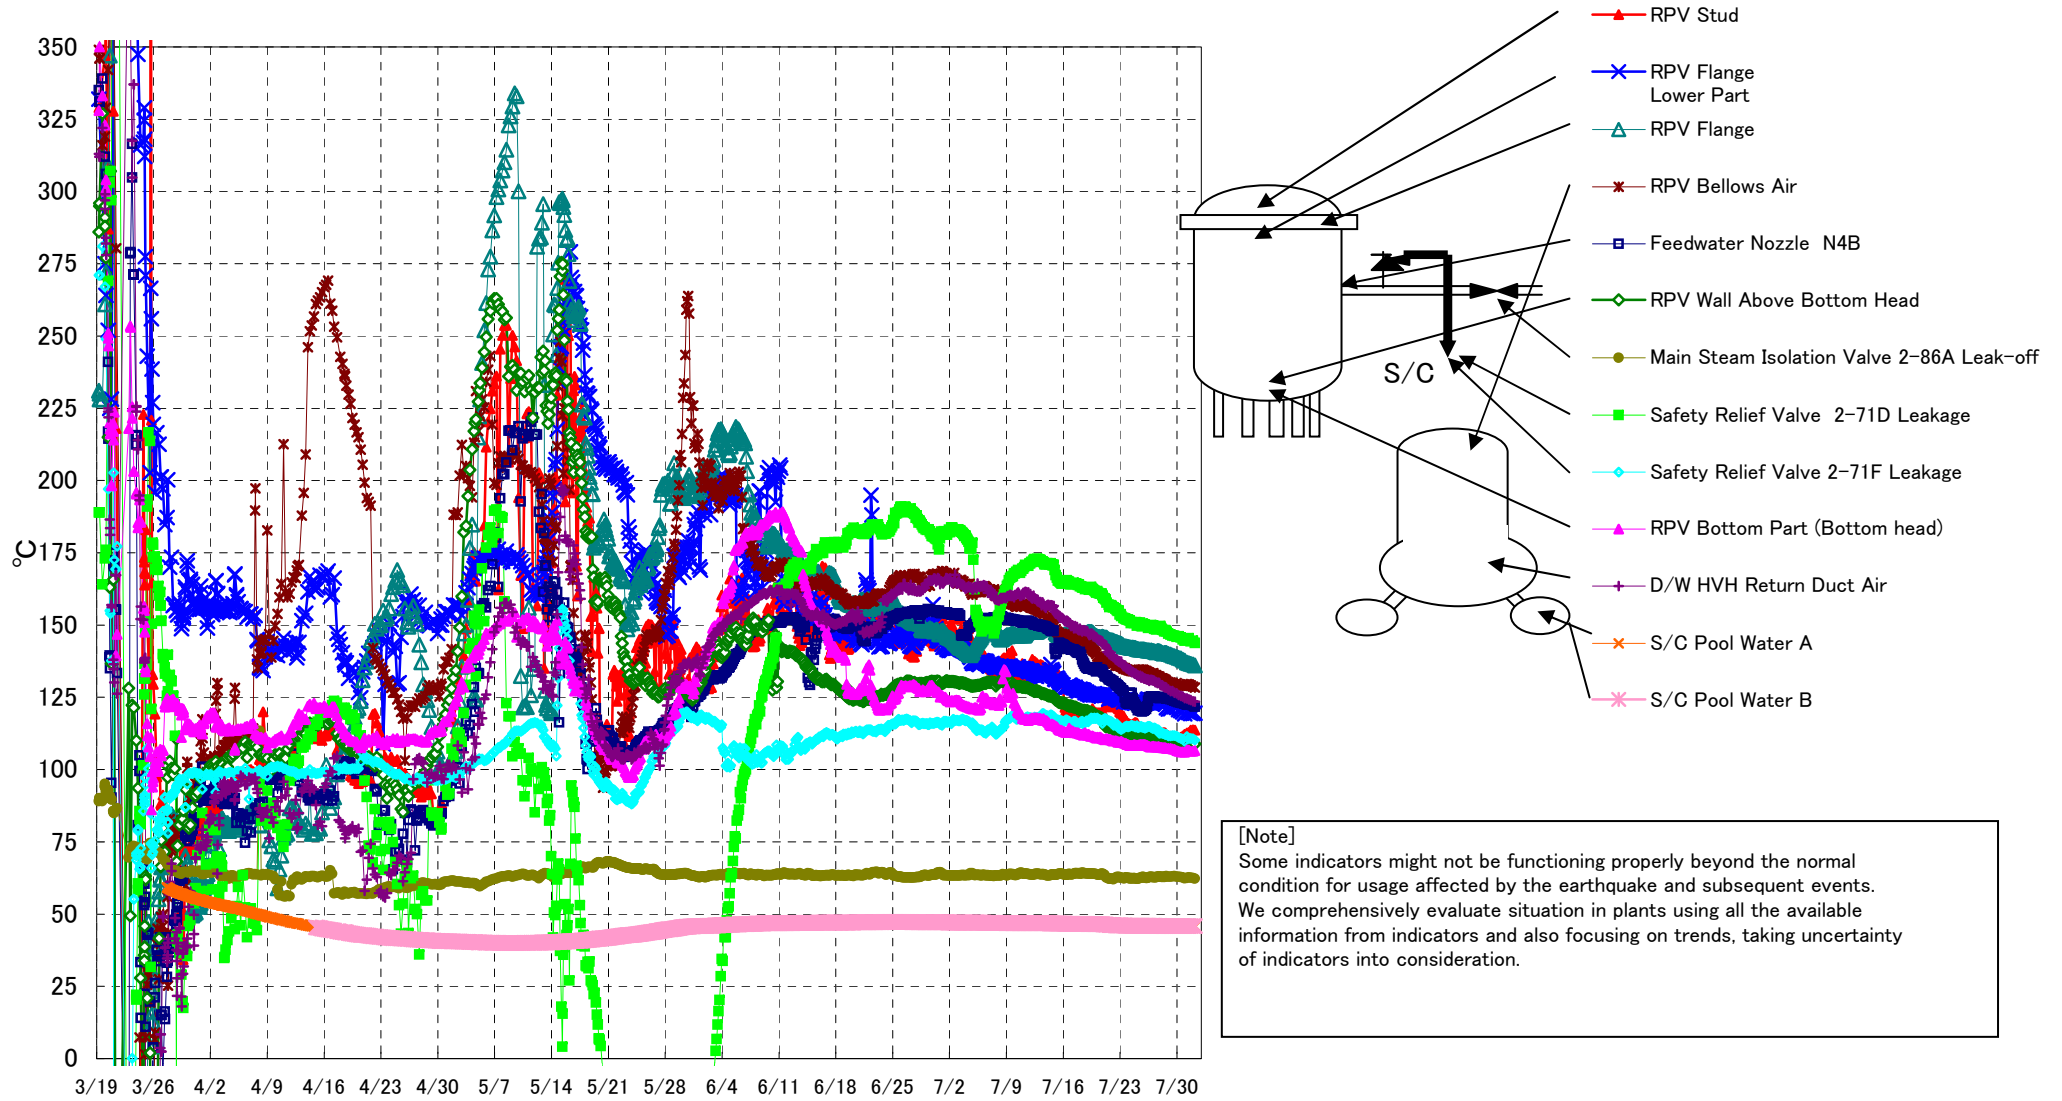 350
325
300
275
250
225
200
175
150
125
100
75
50
25
0
℃
3/19 3/26 4/2 4/9 4/16 4/23 4/30 5/7 5/14 5/21 5/28 6/4 6/11 6/18 6/25 7/2 7/9 7/16 7/23 7/30
S/C
RPV Stud
RPV Flange
Lower Part
RPV Flange
RPV Bellows Air
Feedwater Nozzle N4B
RPV Wall Above Bottom Head
Main Steam Isolation Valve 2-86A Leak-off
Safety Relief Valve 2-71D Leakage
Safety Relief Valve 2-71F Leakage
RPV Bottom Part (Bottom head)
D/W HVH Return Duct Air
S/C Pool Water A
S/C Pool Water B
[Note]
Some indicators might not be functioning properly beyond the normal
condition for usage affected by the earthquake and subsequent events.
We comprehensively evaluate situation in plants using all the available
information from indicators and also focusing on trends, taking uncertainty
of indicators into consideration.